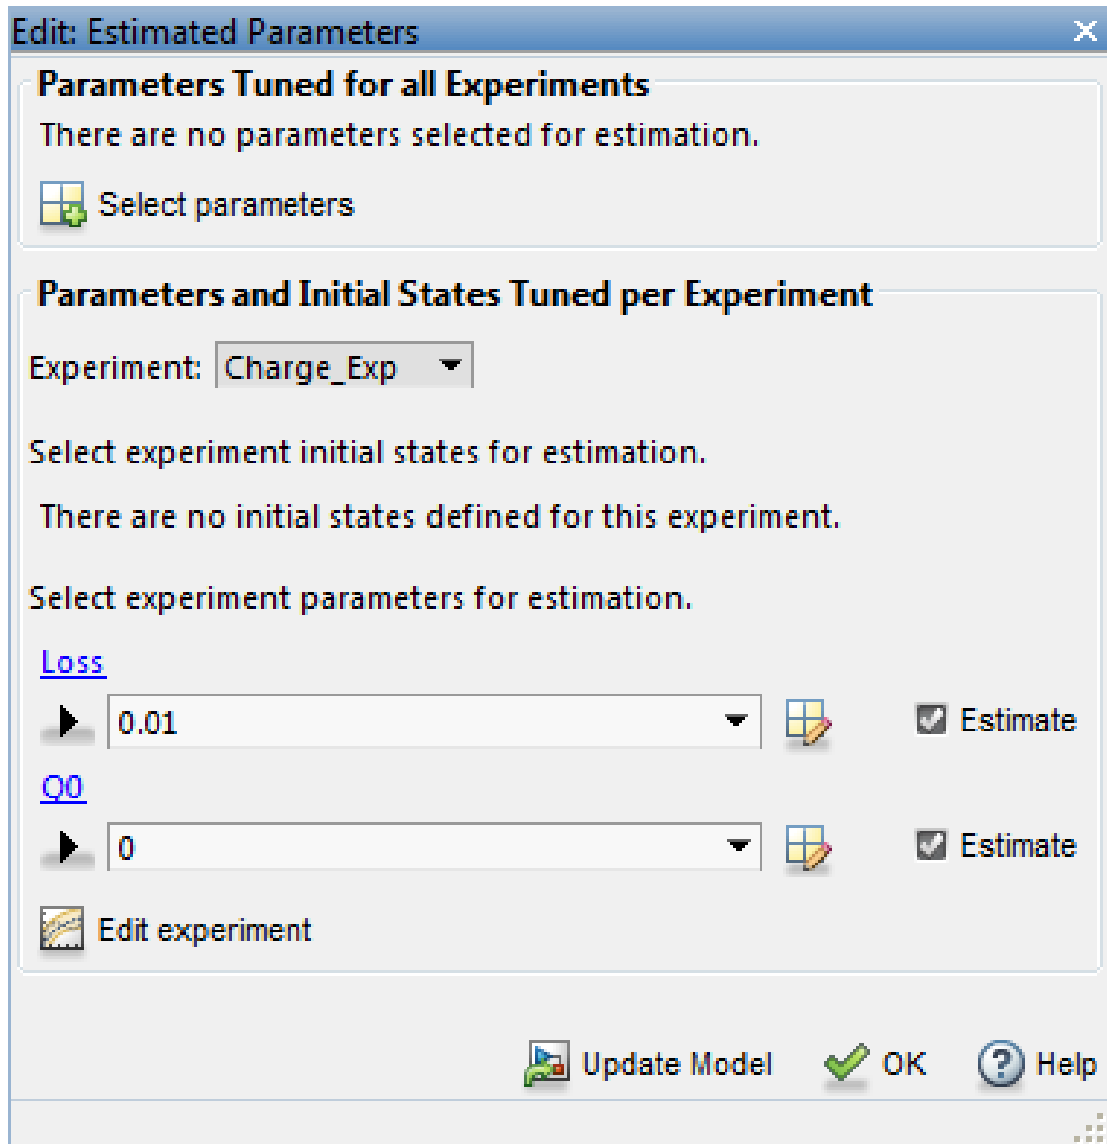 Edit: Estimated Parameters
Parameters Tuned for all Experiments
There are no parameters selected for estimation.
Select parameters
Parameters and Initial States Tuned per Experiment
Experiment: Charge_Exp
Select experiment initial states for estimation.
There are no initial states defined for this experiment.
Select experiment parameters for estimation.
Loss
0.01 Estimate
Q0
0 Estimate
Edit experiment
Update Model OK Help